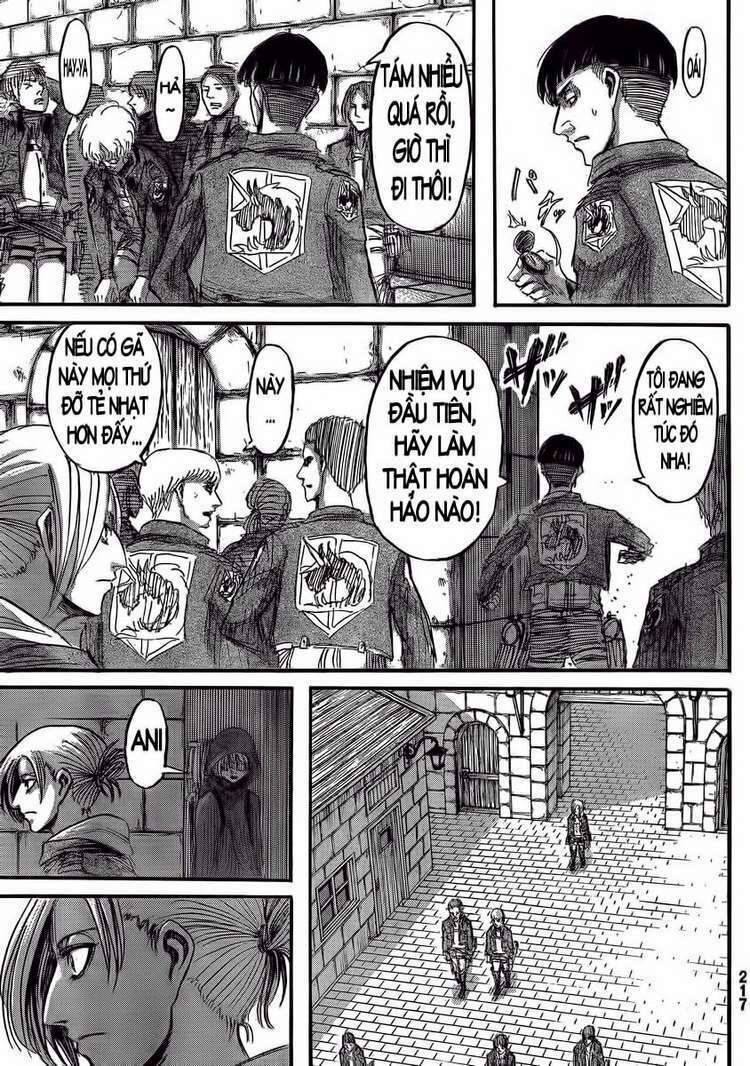 OÁI
TÁM NHIỀU
QUÁ RỒI,
GIỜ THÌ
ĐI THÔI!
HẢ
~
HAY-YA
TÔI ĐANG
RẤT NGHIÊM
TÚC ĐÓ
NHA!
NHIỆM VỤ
ĐẦU TIÊN,
HÃY LÀM
THẬT HOÀN
HẢO NÀO!
NÀY
...
NẾU CÓ GÃ
NÀY MỌI THỨ
ĐỠ TẺ NHẠT
HƠN ĐẤY...
ANI
217